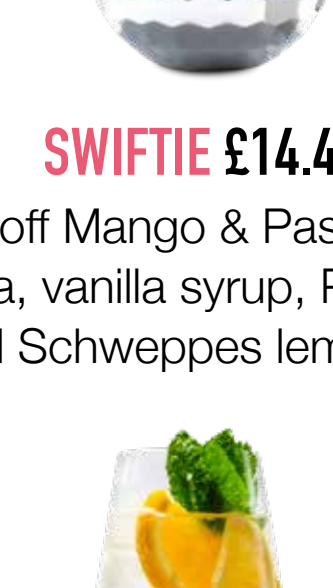 SWIFTIE £14.4
off Mango & Pas
a, vanilla syrup,
Schweppes lem